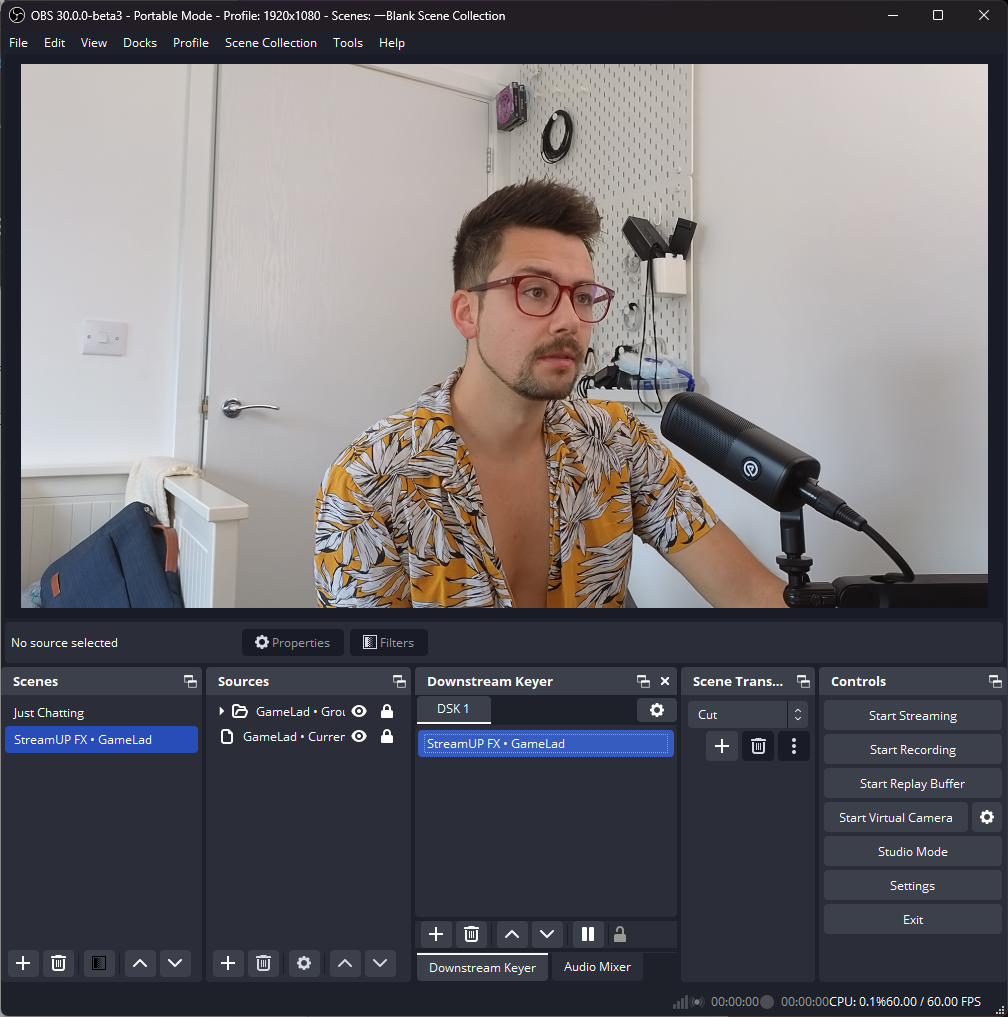 OBS 30.0.0-beta3 - Portable Mode - Profile: 1920x1080 - Scenes: —Blank Scene Collection
File Edit View Docks Profile Scene Collection Tools Help
No source selected
Properties
Filters
Scenes
Just Chatting
StreamUP FX • GameLad
Sources
GameLad • Grou
GameLad • Currer
Downstream Keyer
DSK 1
StreamUP FX • GameLad
Downstream Keyer
Audio Mixer
Scene Trans...
Cut
Controls
Start Streaming
Start Recording
Start Replay Buffer
Start Virtual Camera
Studio Mode
Settings
Exit
00:00:00 00:00:00 CPU: 0.1% 60.00 / 60.00 FPS